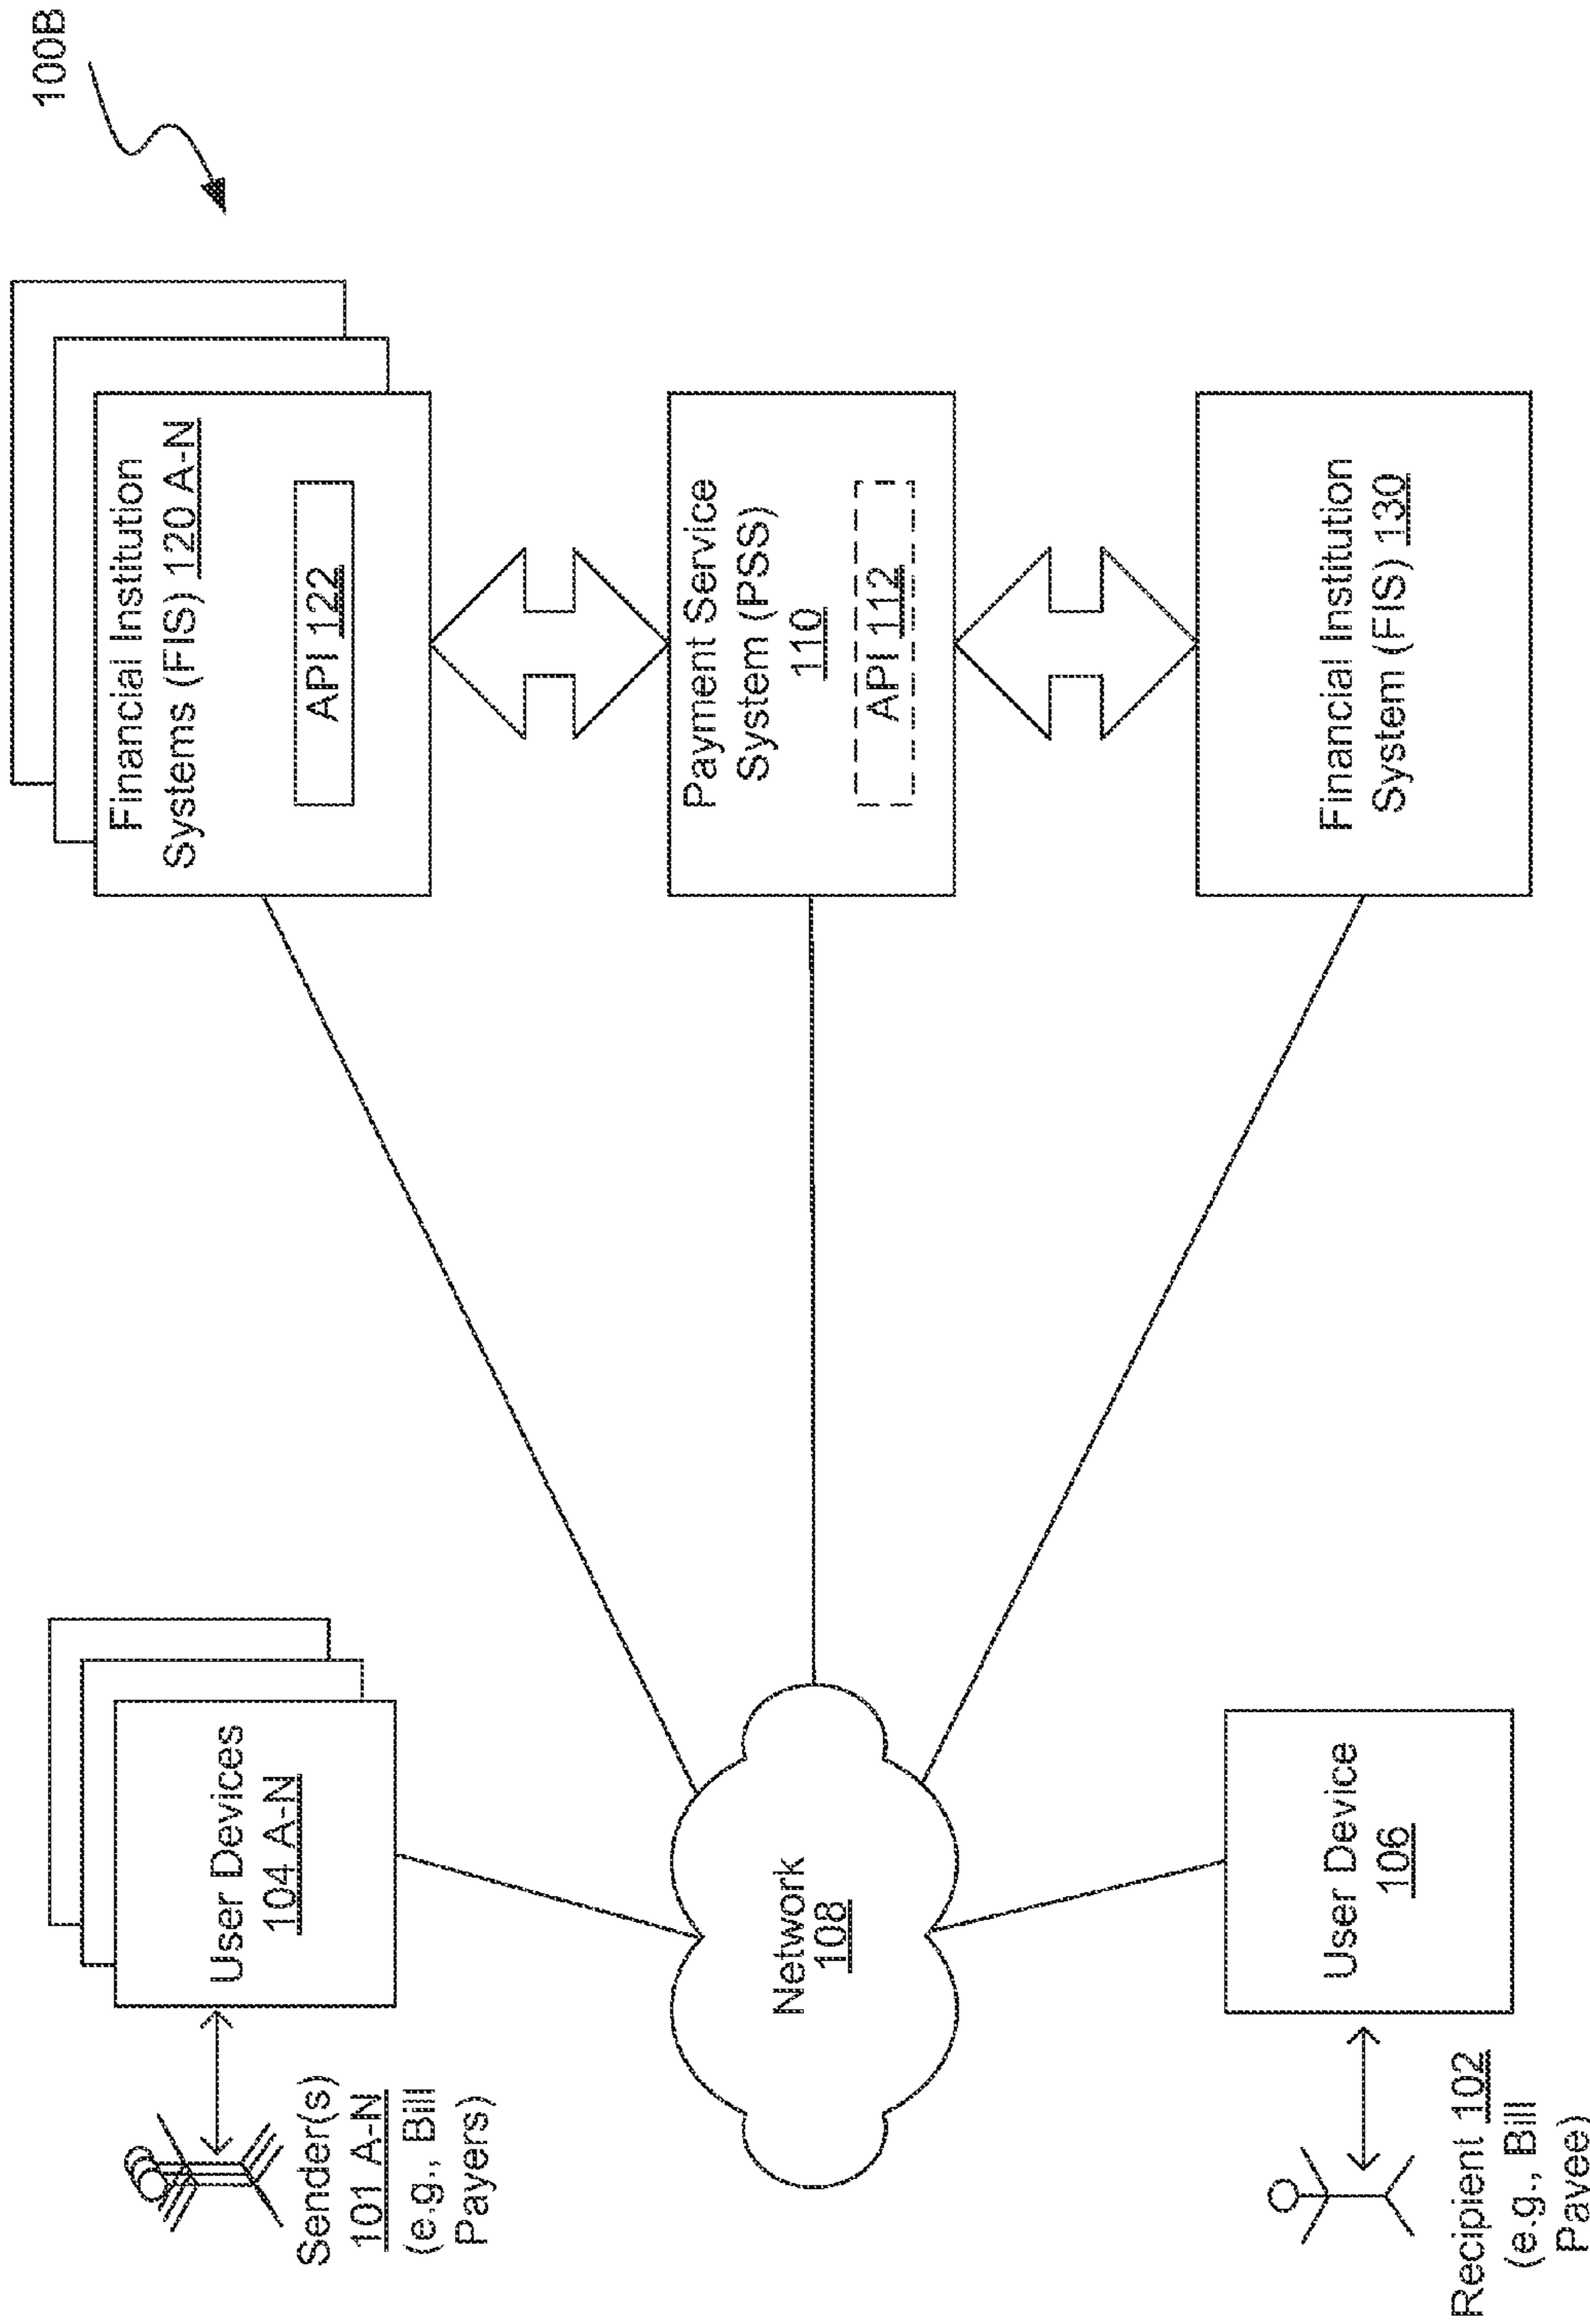 100B
Sender(s)
101 A-N
(e.g., Bill
Payers)
User Devices
104 A-N
Financial Institution
Systems (FIS) 120 A-N
API 122
Network
108
Payment Service
System (PSS)
110
API 112
Recipient 102
(e.g., Bill
Payee)
User Device
106
Financial Institution
System (FIS) 130